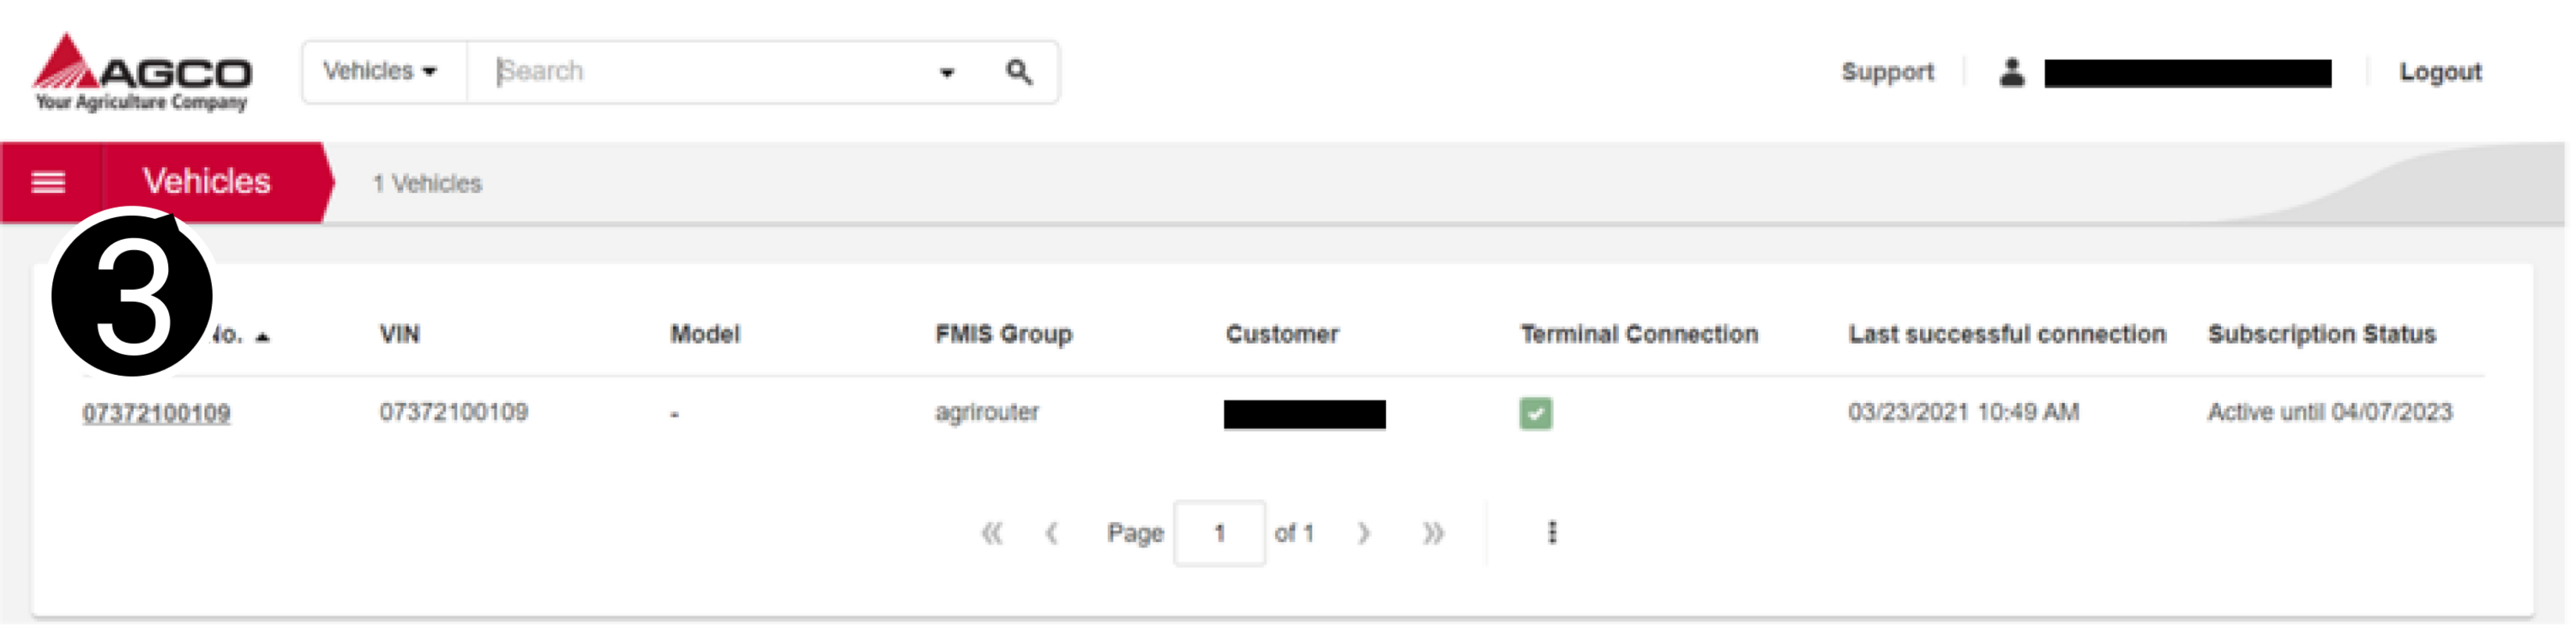 AGCO
Your Agriculture Company
Vehicles Search
Support Logout
Vehicles 1 Vehicles
3
No. VIN Model FMIS Group Customer Terminal Connection Last successful connection Subscription Status
07372100109 07372100109 - agrirouter 03/23/2021 10:49 AM Active until 04/07/2023
Page 1 of 1